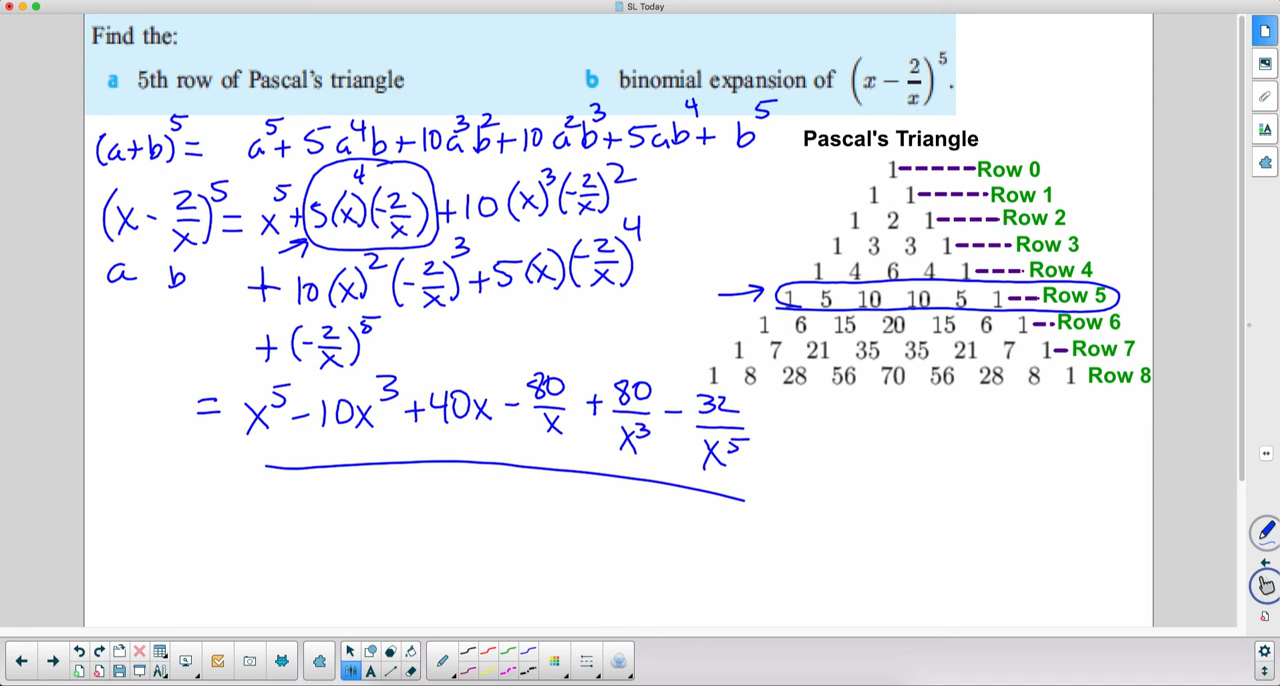 SL Today
Find the:
a 5th row of Pascal's triangle
b binomial expansion of (x − 2/x)^5.
(a+b)^5 = a^5 + 5a^4b + 10a^3b^2 + 10a^2b^3 + 5ab^4 + b^5
(x - 2/x)^5 = x^5 + 5(x)^4(-2/x) + 10(x)^3(-2/x)^2
a b
+ 10(x)^2(-2/x)^3 + 5(x)(-2/x)^4
+ (-2/x)^5
= x^5 - 10x^3 + 40x - 80/x + 80/x^3 - 32/x^5
Pascal's Triangle
1-----Row 0
1 1-----Row 1
1 2 1----Row 2
1 3 3 1----Row 3
1 4 6 4 1---Row 4
1 5 10 10 5 1--Row 5
1 6 15 20 15 6 1--Row 6
1 7 21 35 35 21 7 1-Row 7
1 8 28 56 70 56 28 8 1 Row 8